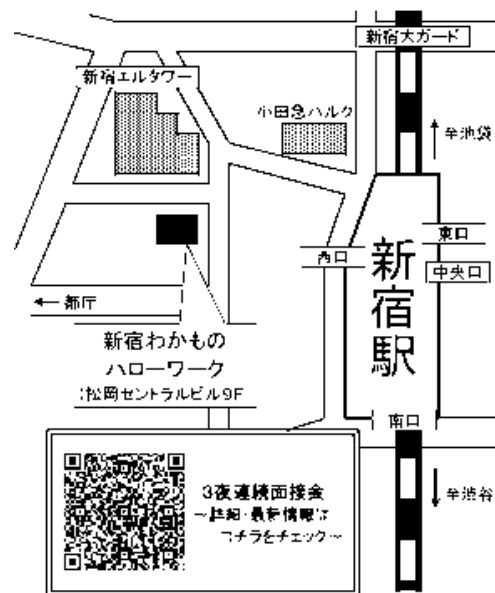 新宿大ガード
新宿エルタワー
小田急ハルク
至池袋
東口
西口
中央口
新宿駅
都庁
新宿わかもの
ハローワーク
松岡セントラルビル9F
南口
至渋谷
3夜連続面接会
～詳細・最新情報は
コチラをチェック～